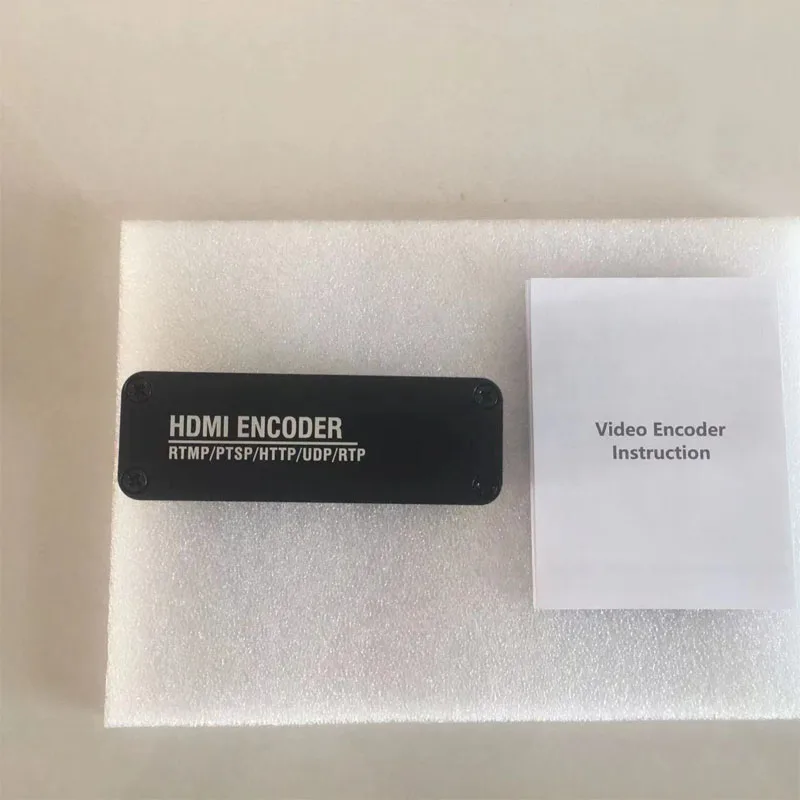 HDMI ENCODER
RTMP/PTSP/HTTP/UDP/RTP
Video Encoder
Instruction